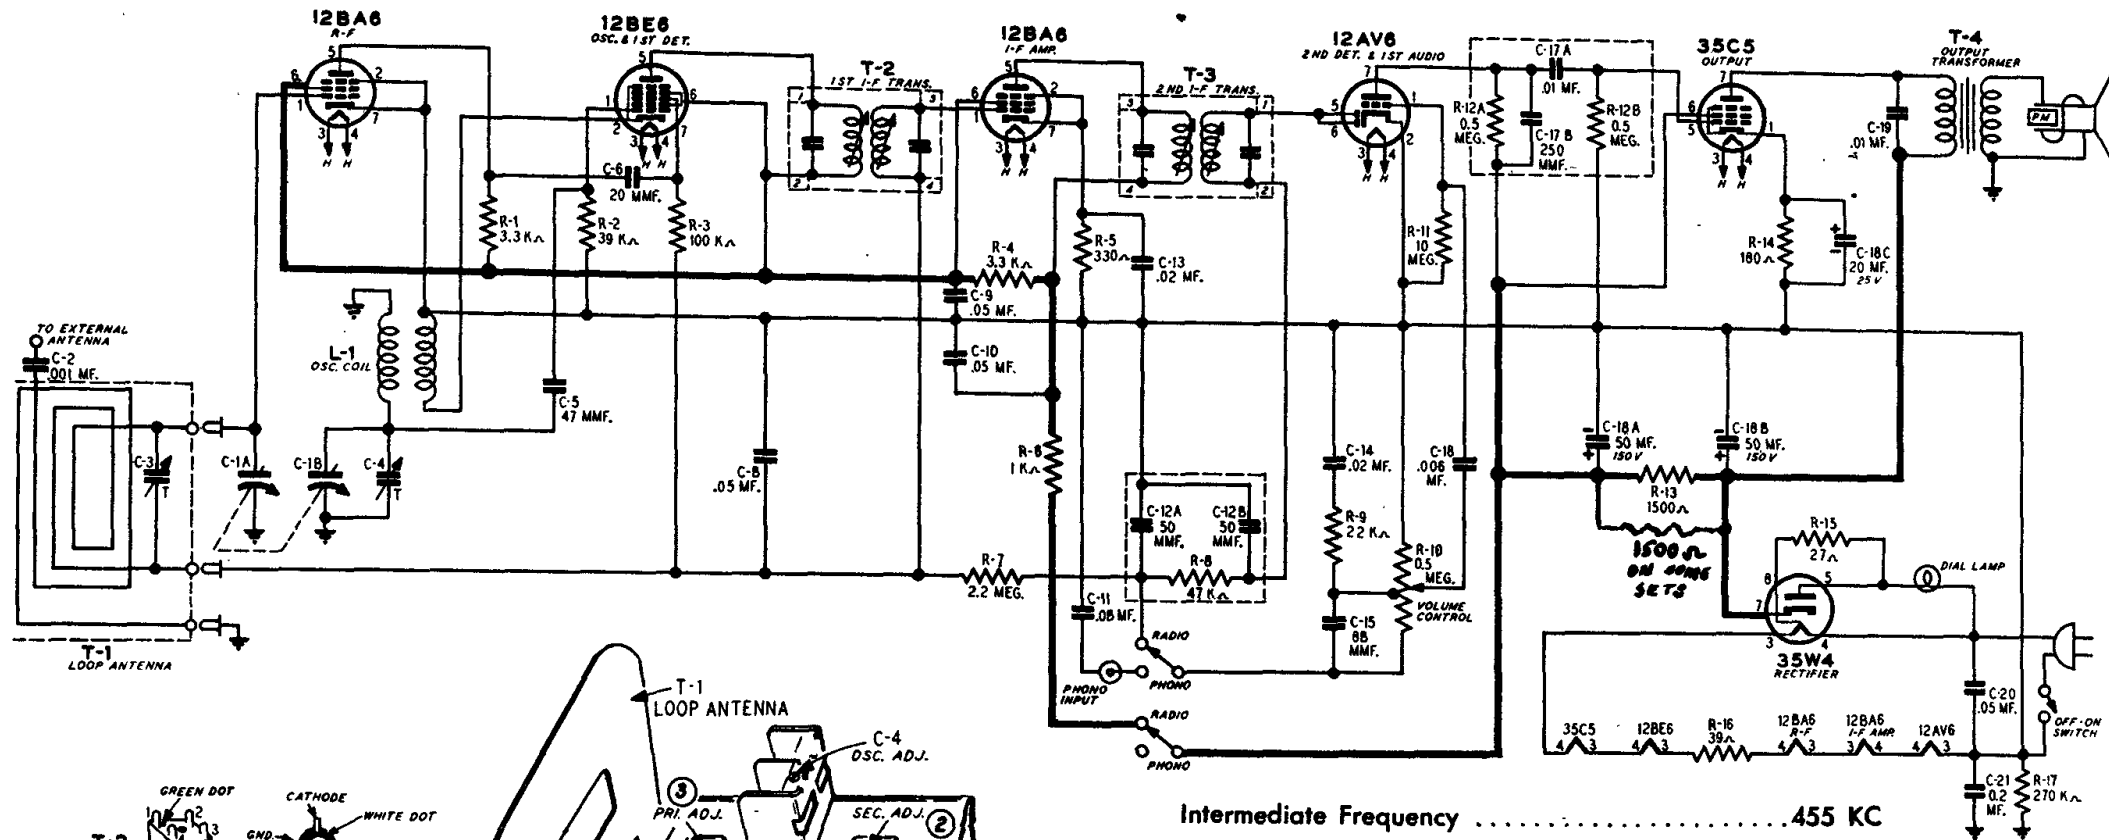 12BA6
R-F
12BE6
OSC. & 1ST DET.
12BA6
I-F AMP.
12AV6
2ND DET. & 1ST AUDIO
35C5
OUTPUT
T-4
OUTPUT
TRANSFORMER
T-2
1ST I-F TRANS.
T-3
2ND I-F TRANS.
C-17A
.01 MF.
R-12A
0.5
MEG.
C-17B
250
MMF.
R-12B
0.5
MEG.
C-19
.01 MF.
PM
C-6
20 MMF.
R-1
3.3 K
R-2
39 K
R-3
100 K
R-4
3.3 K
R-5
330
C-13
.02 MF.
R-11
10
MEG.
R-14
180
C-18C
20 MF.
25 V
C-9
.05 MF.
C-10
.05 MF.
TO EXTERNAL
ANTENNA
C-2
.001 MF.
L-1
OSC. COIL
C-5
47 MMF.
C-3
T
C-1A
C-1B
C-4
T
C-8
.05 MF.
R-6
1 K
C-14
.02 MF.
C-18
.006
MF.
C-18A
50 MF.
150V
C-18B
50 MF.
150V
R-13
1500
1500 Ω
ON SOME
SETS
R-9
22 K
R-10
0.5
MEG.
VOLUME
CONTROL
C-12A
50
MMF.
C-12B
50
MMF.
R-8
47 K
R-7
2.2 MEG.
C-11
.08 MF.
C-15
88
MMF.
R-15
27
DIAL LAMP
35W4
RECTIFIER
T-1
LOOP ANTENNA
RADIO
PHONO
PHONO
INPUT
RADIO
PHONO
C-20
.05 MF.
OFF-ON
SWITCH
35C5
12BE6
R-16
39
12BA6
R-F
12BA6
I-F AMP.
12AV6
C-21
0.2
MF.
R-17
270 K
T-1
LOOP ANTENNA
C-4
OSC. ADJ.
3
PRI. ADJ.
SEC. ADJ.
2
GREEN DOT
CATHODE
WHITE DOT
GND.
Intermediate Frequency ..................455 KC